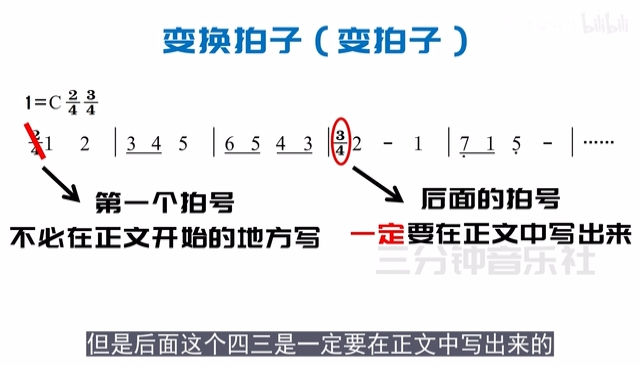 变换拍子（变拍子）
bilibili
1=C 2/4 3/4
2/4 1 2 | 3 4 5 | 6 5 4 3 | 3/4 2 - 1 | 7̣ 1 5̣ - | ……
第一个拍号 后面的拍号
不必在正文开始的地方写 一定要在正文中写出来
三分钟音乐社
但是后面这个四三是一定要在正文中写出来的